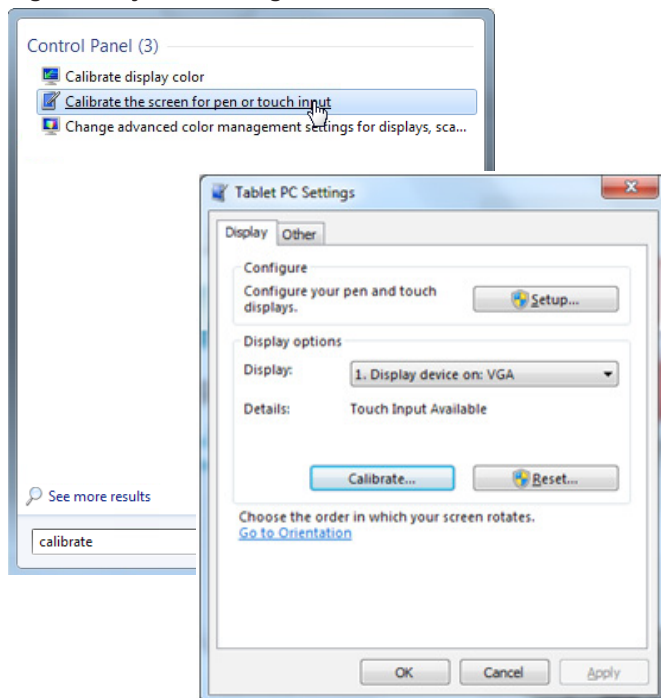 Control Panel (3)
Calibrate display color
Calibrate the screen for pen or touch input
Change advanced color management settings for displays, sca...
See more results
calibrate
Tablet PC Settings
Display Other
Configure
Configure your pen and touch
displays.
Setup...
Display options
Display: 1. Display device on: VGA
Details: Touch Input Available
Calibrate... Reset...
Choose the order in which your screen rotates.
Go to Orientation
OK Cancel Apply